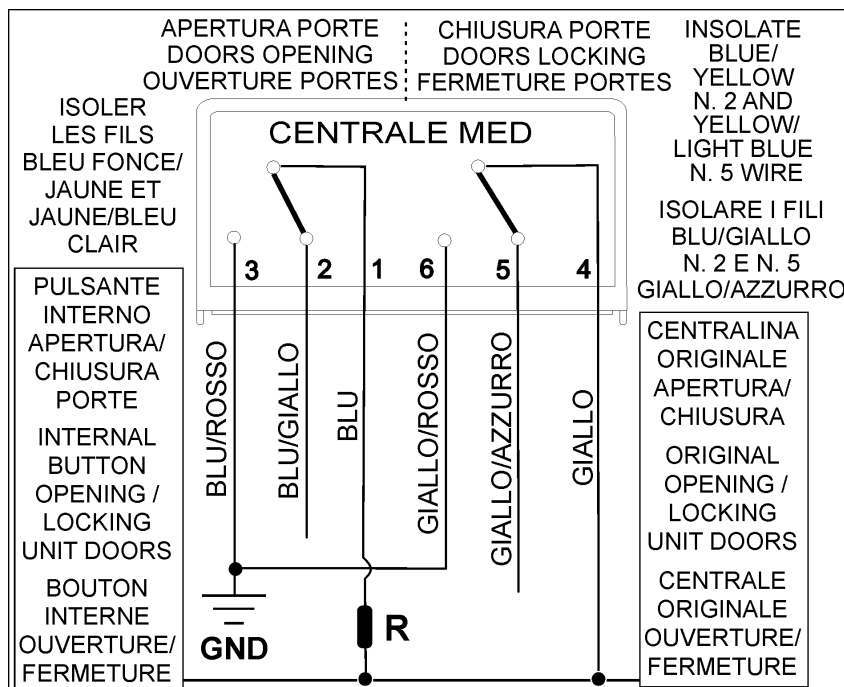 APERTURA PORTE
DOORS OPENING
OUVERTURE PORTES
CHIUSURA PORTE
DOORS LOCKING
FERMETURE PORTES
INSOLATE
BLUE/
YELLOW
N. 2 AND
YELLOW/
LIGHT BLUE
N. 5 WIRE
ISOLER
LES FILS
BLEU FONCE/
JAUNE ET
JAUNE/BLEU
CLAIR
CENTRALE MED
ISOLARE I FILI
BLU/GIALLO
N. 2 E N. 5
GIALLO/AZZURRO
3 2 1 6 5 4
PULSANTE
INTERNO
APERTURA/
CHIUSURA
PORTE
INTERNAL
BUTTON
OPENING /
LOCKING
UNIT DOORS
BOUTON
INTERNE
OUVERTURE/
FERMETURE
BLU/ROSSO
BLU/GIALLO
BLU
GIALLO/ROSSO
GIALLO/AZZURRO
GIALLO
GND
R
CENTRALINA
ORIGINALE
APERTURA/
CHIUSURA
ORIGINAL
OPENING /
LOCKING
UNIT DOORS
CENTRALE
ORIGINALE
OUVERTURE/
FERMETURE